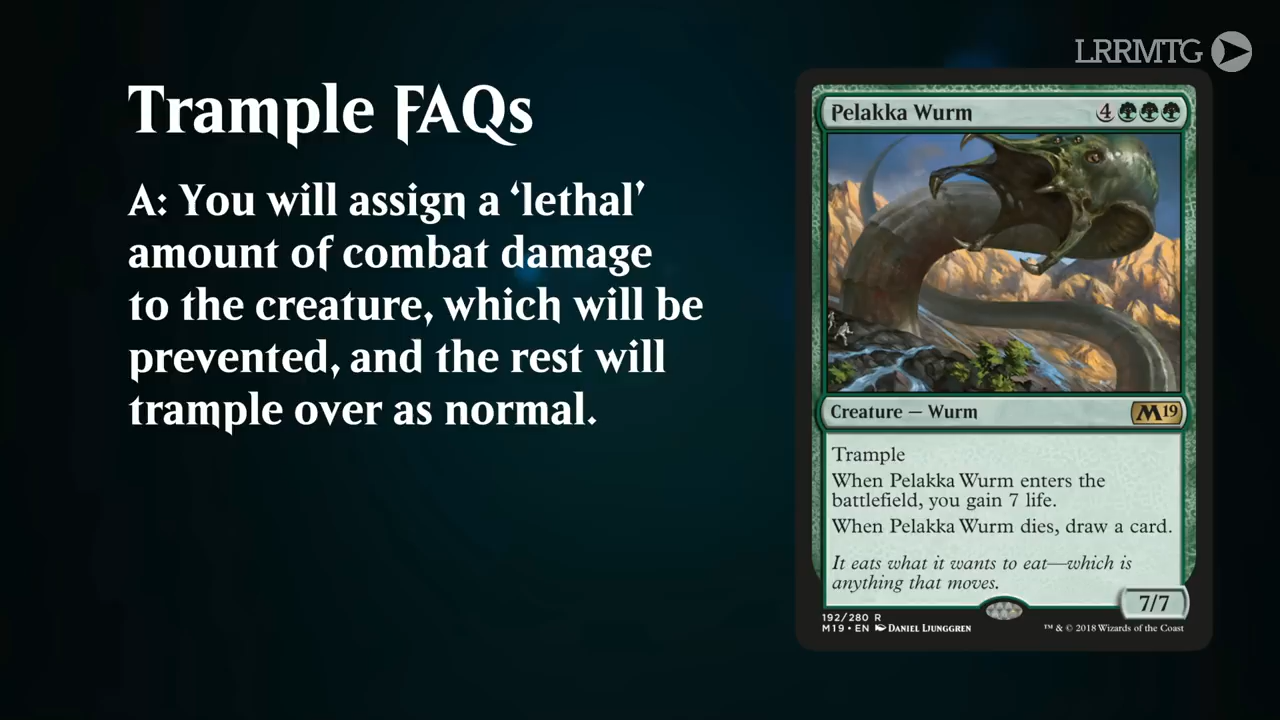 LRRMTG
Trample FAQs
A: You will assign a ‘lethal’
amount of combat damage
to the creature, which will be
prevented, and the rest will
trample over as normal.
Pelakka Wurm 4
Creature — Wurm M19
Trample
When Pelakka Wurm enters the
battlefield, you gain 7 life.
When Pelakka Wurm dies, draw a card.
It eats what it wants to eat—which is
anything that moves.
7/7
192/280 R
M19 • EN Daniel Ljunggren
™ & © 2018 Wizards of the Coast